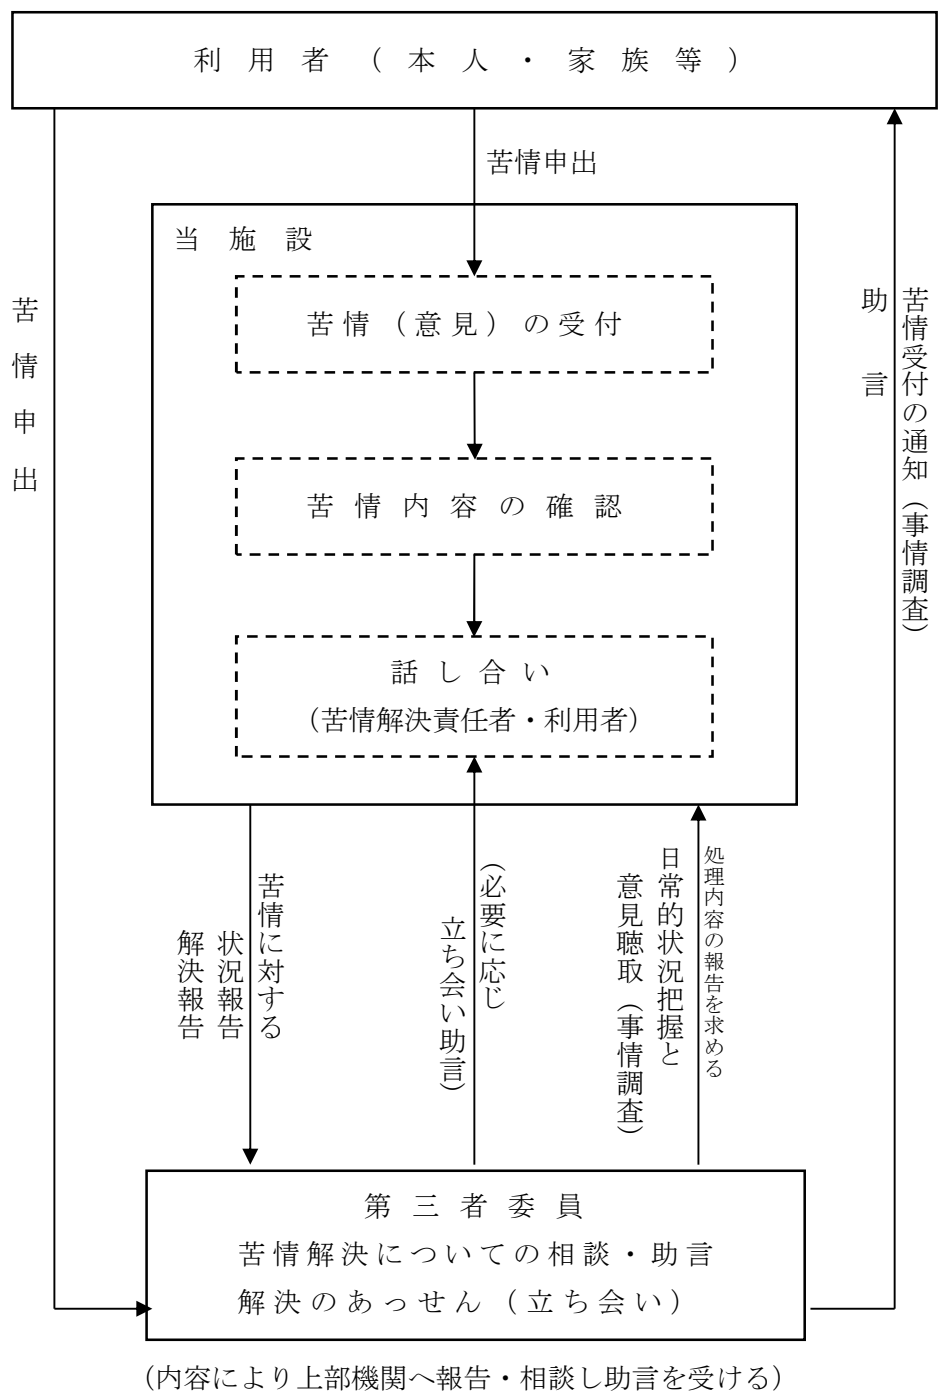 利用者（本人・家族等）
苦情申出
当施設
苦情（意見）の受付
苦情内容の確認
話し合い
（苦情解決責任者・利用者）
苦情申出
苦情受付の通知（事情調査）
助言
苦情に対する
状況報告
解決報告
（必要に応じ
立ち会い助言）
処理内容の報告を求める
日常的状況把握と
意見聴取（事情調査）
第三者委員
苦情解決についての相談・助言
解決のあっせん（立ち会い）
（内容により上部機関へ報告・相談し助言を受ける）